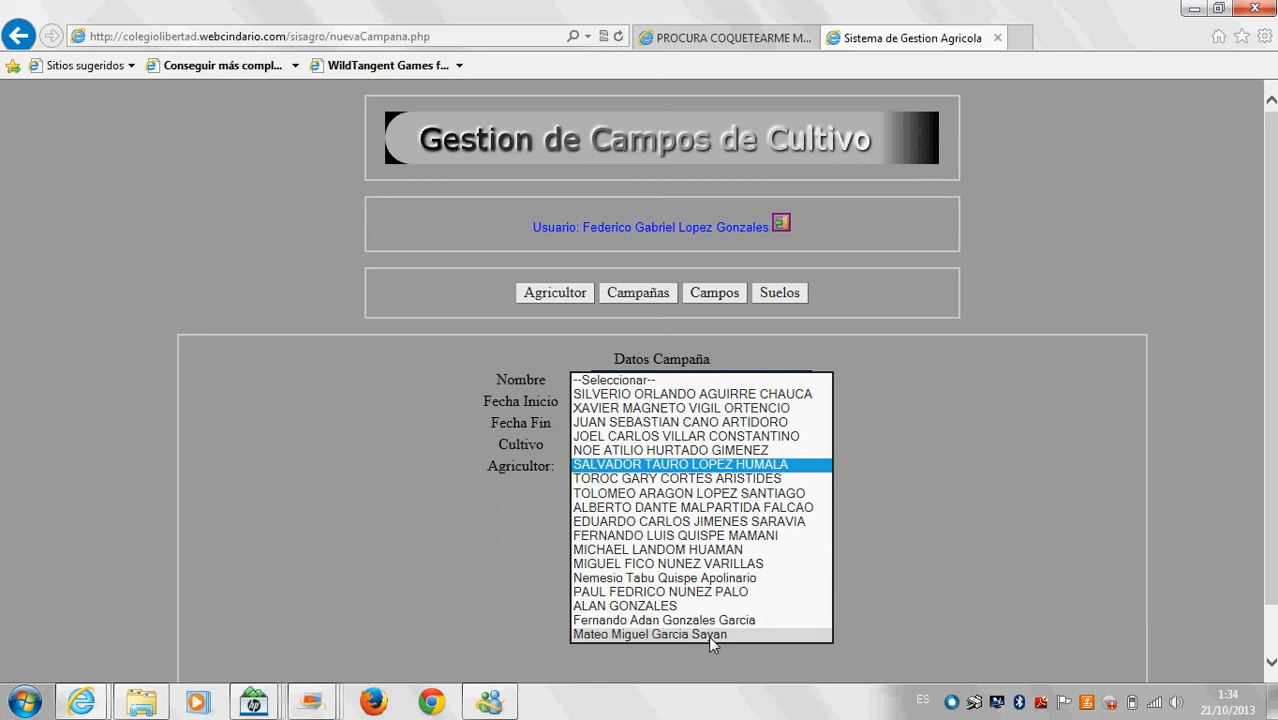 http://colegiolibertad.webcindario.com/sisagro/nuevaCampana.php
PROCURA COQUETEARME M...
Sistema de Gestion Agricola
Sitios sugeridos
Conseguir más compl...
WildTangent Games f...
Gestion de Campos de Cultivo
Usuario: Federico Gabriel Lopez Gonzales
Agricultor Campañas Campos Suelos
Datos Campaña
Nombre
Fecha Inicio
Fecha Fin
Cultivo
Agricultor:
--Seleccionar--
SILVERIO ORLANDO AGUIRRE CHAUCA
XAVIER MAGNETO VIGIL ORTENCIO
JUAN SEBASTIAN CANO ARTIDORO
JOEL CARLOS VILLAR CONSTANTINO
NOE ATILIO HURTADO GIMENEZ
SALVADOR TAURO LOPEZ HUMALA
TOROC GARY CORTES ARISTIDES
TOLOMEO ARAGON LOPEZ SANTIAGO
ALBERTO DANTE MALPARTIDA FALCAO
EDUARDO CARLOS JIMENES SARAVIA
FERNANDO LUIS QUISPE MAMANI
MICHAEL LANDOM HUAMAN
MIGUEL FICO NUNEZ VARILLAS
Nemesio Tabu Quispe Apolinario
PAUL FEDRICO NUNEZ PALO
ALAN GONZALES
Fernando Adan Gonzales Garcia
Mateo Miguel Garcia Sayan
ES
1:34
21/10/2013